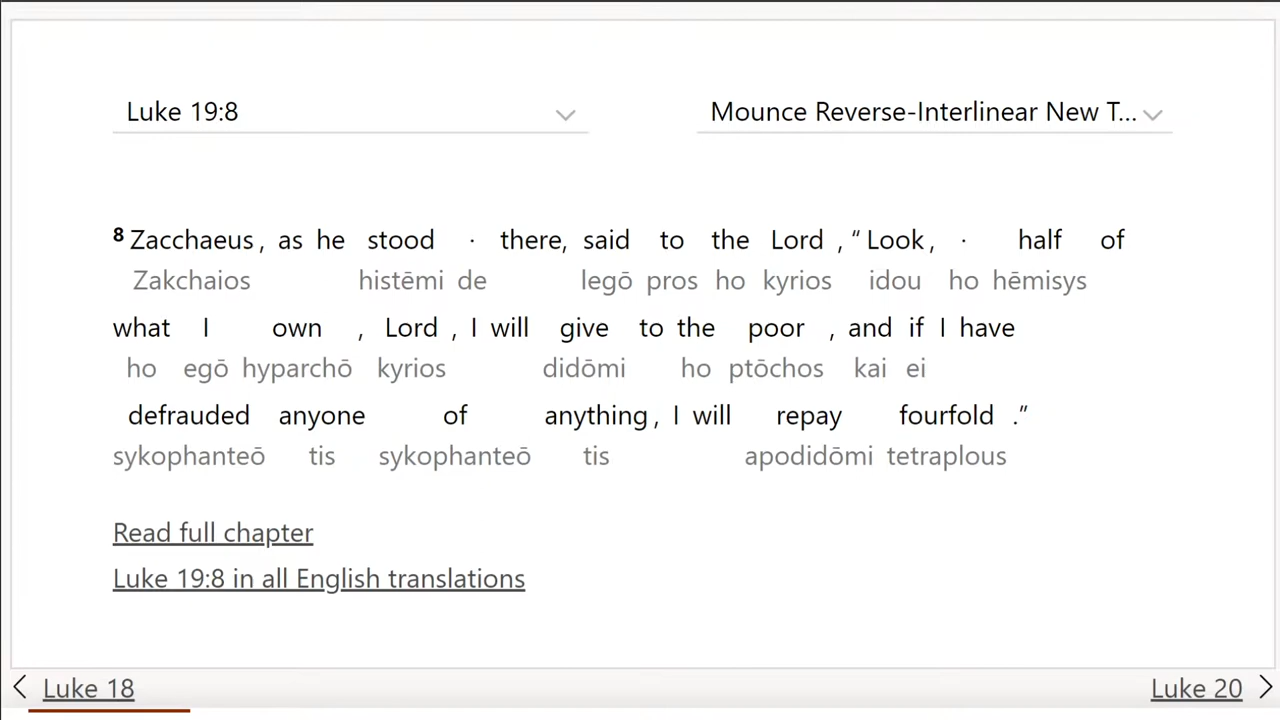 Luke 19:8
Mounce Reverse-Interlinear New T...
8 Zacchaeus, as he stood · there, said to the Lord , “ Look, · half of
Zakchaios histēmi de legō pros ho kyrios idou ho hēmisys
what I own , Lord , I will give to the poor , and if I have
ho egō hyparchō kyrios didōmi ho ptōchos kai ei
defrauded anyone of anything, I will repay fourfold .”
sykophanteō tis sykophanteō tis apodidōmi tetraplous
Read full chapter
Luke 19:8 in all English translations
Luke 18
Luke 20